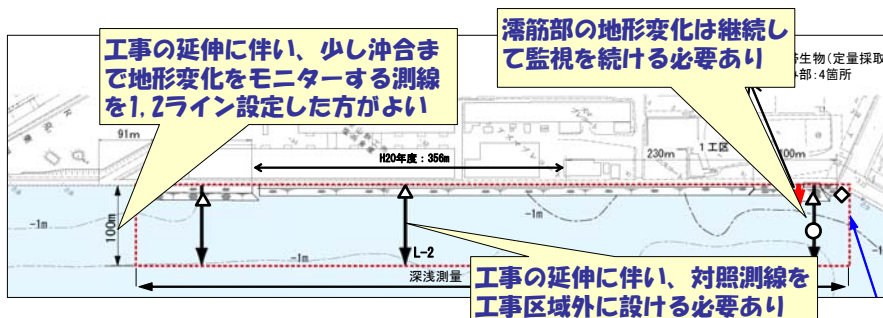 工事の延伸に伴い、少し沖合ま
で地形変化をモニターする測線
を1,2ライン設定した方がよい
澪筋部の地形変化は継続し
て監視を続ける必要あり
生物(定量採取
部:4箇所
91m
H20年度:356m
230m
1工区
100m
-1m
-1m
-1m
L-2
深浅測量
工事の延伸に伴い、対照測線を
工事区域外に設ける必要あり